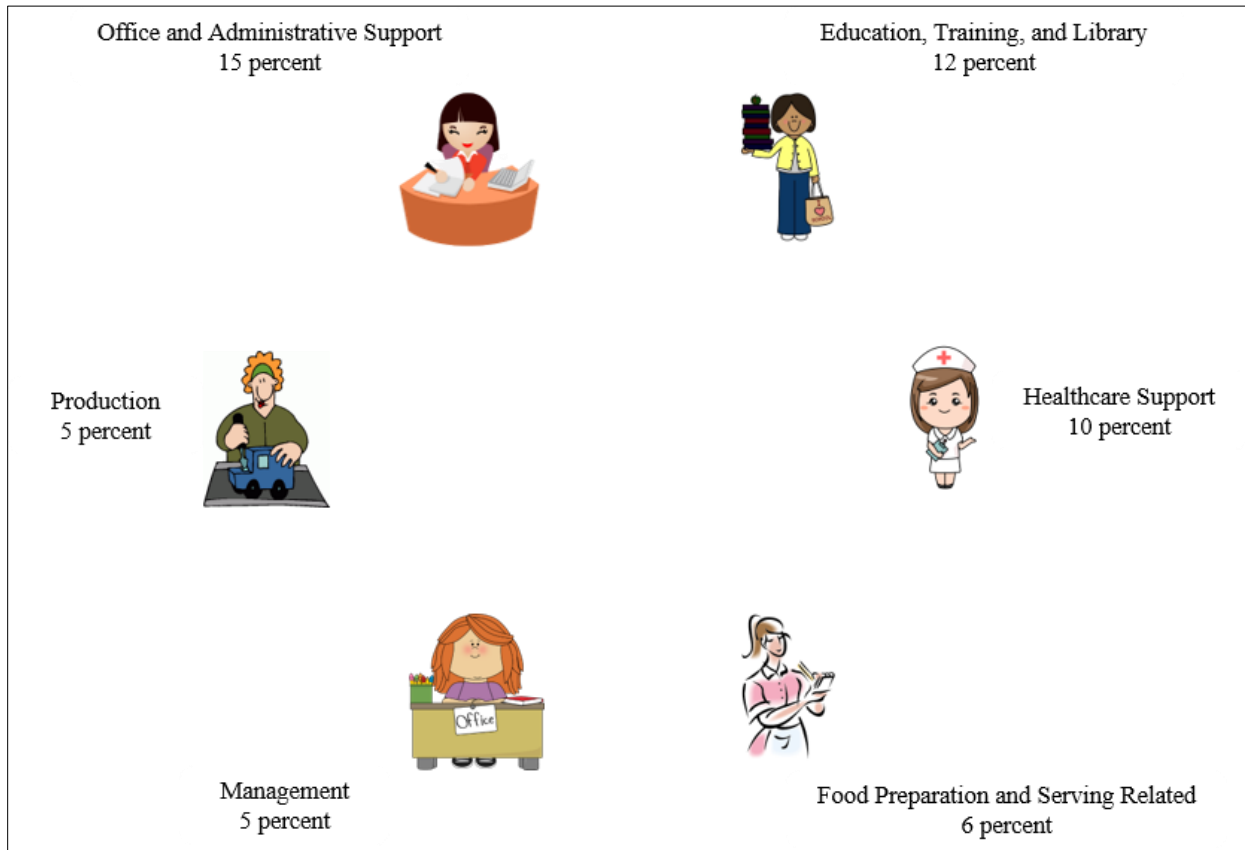 Office and Administrative Support
15 percent
Education, Training, and Library
12 percent
SCHOOL
Production
5 percent
Healthcare Support
10 percent
Office
Management
5 percent
Food Preparation and Serving Related
6 percent